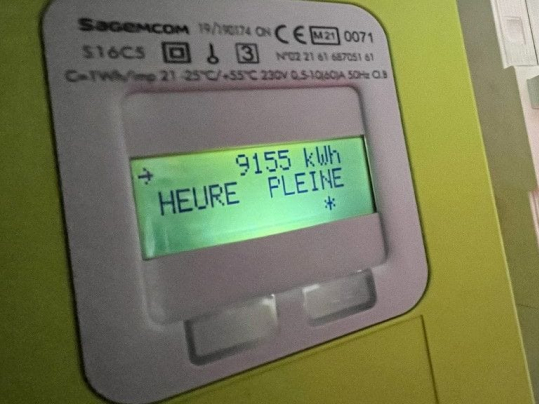 Sagemcom 19/190174 ON CE M21 0071
S16C5 3 N°02 21 61 687051 61
C=1Wh/Imp 21 -25°C/+55°C 230V 0,5-10(60)A 50Hz Cl.B
→ 9155 kWh
HEURE PLEINE
*